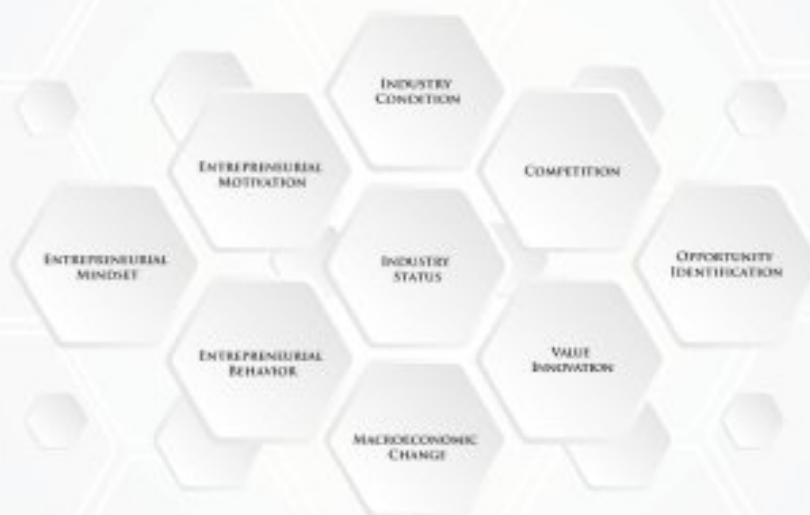 INDUSTRY
CONDITION
ENTREPRENEURIAL
MOTIVATION
COMPETITION
ENTREPRENEURIAL
MINDSET
INDUSTRY
STATUS
OPPORTUNITY
IDENTIFICATION
ENTREPRENEURIAL
BEHAVIOR
VALUE
INNOVATION
MACROECONOMIC
CHANGE